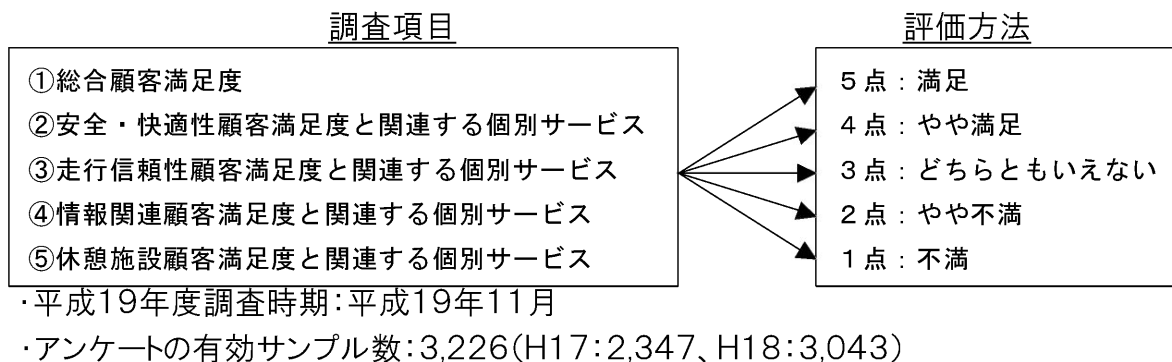 調査項目
①総合顧客満足度
②安全・快適性顧客満足度と関連する個別サービス
③走行信頼性顧客満足度と関連する個別サービス
④情報関連顧客満足度と関連する個別サービス
⑤休憩施設顧客満足度と関連する個別サービス
評価方法
5点：満足
4点：やや満足
3点：どちらともいえない
2点：やや不満
1点：不満
・平成19年度調査時期：平成19年11月
・アンケートの有効サンプル数：3,226(H17：2,347、H18：3,043)